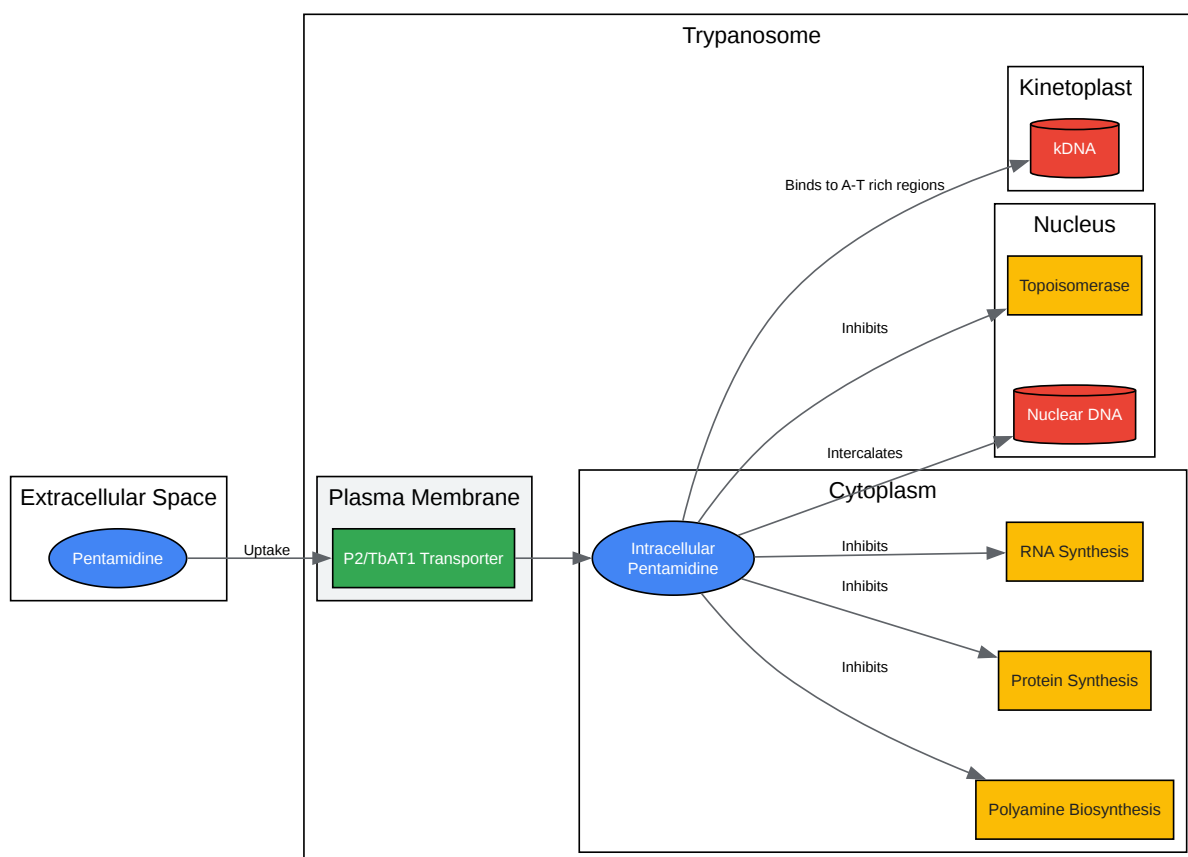 Trypanosome
Kinetoplast
kDNA
Binds to A-T rich regions
Nucleus
Topoisomerase
Inhibits
Nuclear DNA
Intercalates
Extracellular Space
Plasma Membrane
Cytoplasm
Pentamidine
Uptake
P2/TbAT1 Transporter
Intracellular
Pentamidine
Inhibits
RNA Synthesis
Inhibits
Protein Synthesis
Inhibits
Polyamine Biosynthesis